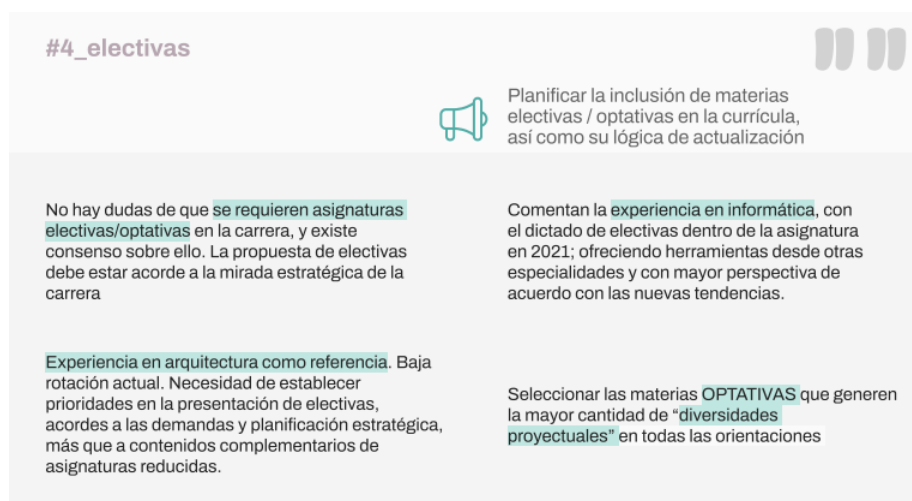 #4_electivas
Planificar la inclusión de materias
electivas / optativas en la currícula,
así como su lógica de actualización
No hay dudas de que se requieren asignaturas
electivas/optativas en la carrera, y existe
consenso sobre ello. La propuesta de electivas
debe estar acorde a la mirada estratégica de la
carrera
Comentan la experiencia en informática, con
el dictado de electivas dentro de la asignatura
en 2021; ofreciendo herramientas desde otras
especialidades y con mayor perspectiva de
acuerdo con las nuevas tendencias.
Experiencia en arquitectura como referencia. Baja
rotación actual. Necesidad de establecer
prioridades en la presentación de electivas,
acordes a las demandas y planificación estratégica,
más que a contenidos complementarios de
asignaturas reducidas.
Seleccionar las materias OPTATIVAS que generen
la mayor cantidad de “diversidades
proyectuales” en todas las orientaciones